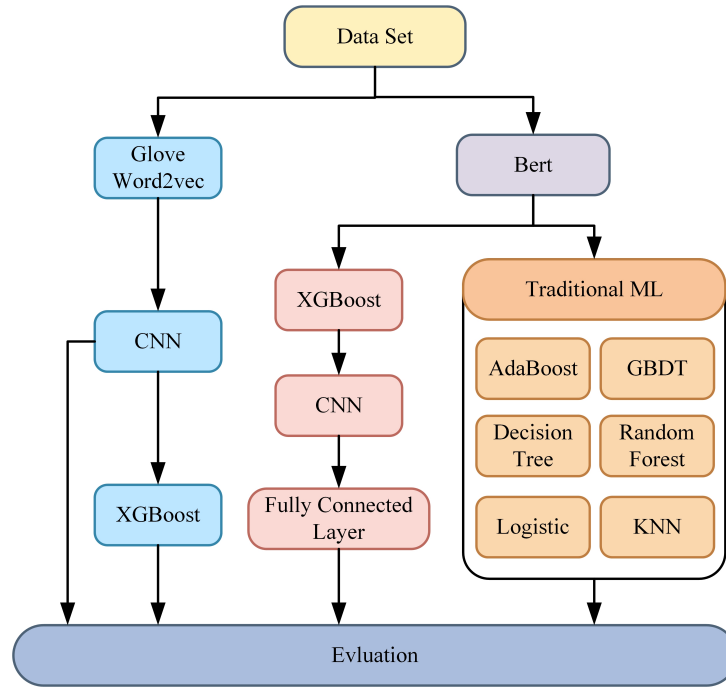 Data Set
Glove
Word2vec
Bert
XGBoost
Traditional ML
CNN
AdaBoost
GBDT
CNN
Decision
Tree
Random
Forest
XGBoost
Fully Connected
Layer
Logistic
KNN
Evluation